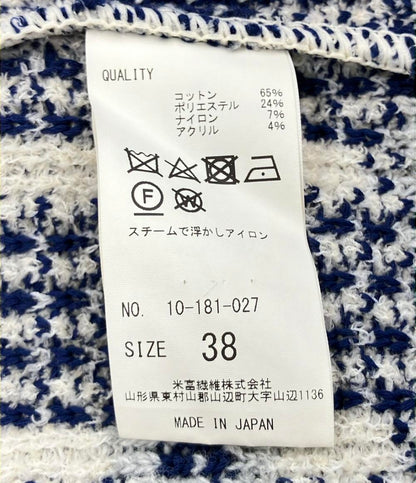 QUALITY
コットン 65%
ポリエステル 24%
ナイロン 7%
アクリル 4%
F
W
スチームで浮かしアイロン
NO. 10-181-027
SIZE 38
米富繊維株式会社
山形県東村山郡山辺町大字山辺1136
MADE IN JAPAN